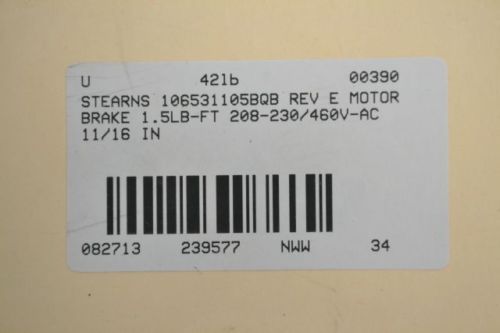 U 421b 00390
STEARNS 106531105BQB REV E MOTOR
BRAKE 1.5LB-FT 208-230/460V-AC
11/16 IN
082713 239577 NWW 34